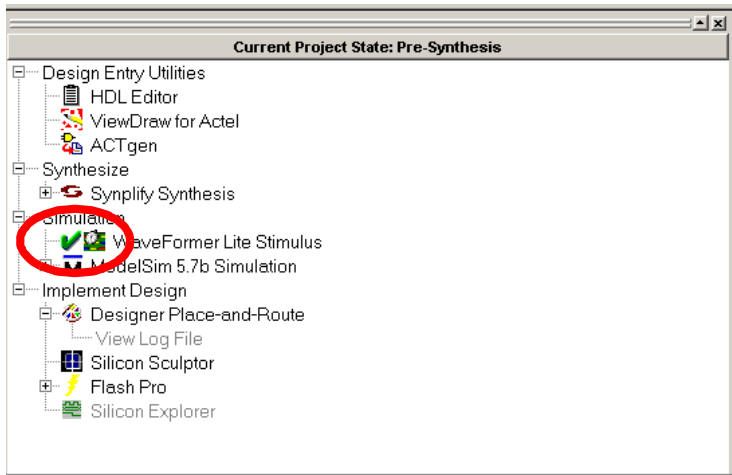 Current Project State: Pre-Synthesis
Design Entry Utilities
HDL Editor
ViewDraw for Actel
ACTgen
Synthesize
Synplify Synthesis
Simulation
WaveFormer Lite Stimulus
ModelSim 5.7b Simulation
Implement Design
Designer Place-and-Route
View Log File
Silicon Sculptor
Flash Pro
Silicon Explorer